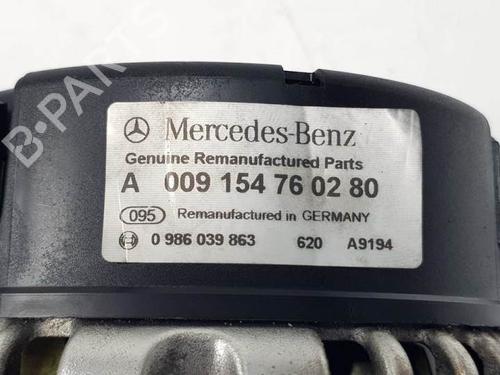 B-PARTS
Mercedes-Benz
Genuine Remanufactured Parts
A 009 154 76 02 80
095 Remanufactured in GERMANY
0 986 039 863 620 A9194